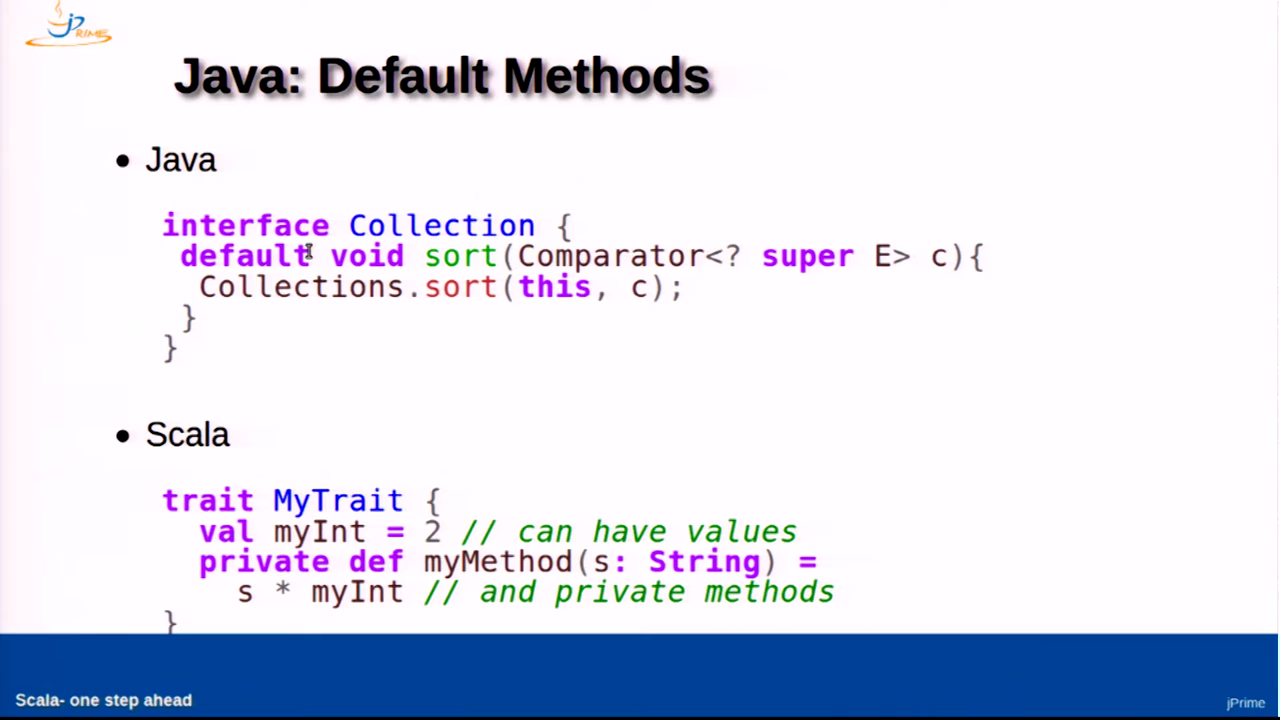 jPRIME
Java: Default Methods
• Java
interface Collection {
 default void sort(Comparator<? super E> c){
  Collections.sort(this, c);
 }
}
• Scala
trait MyTrait {
  val myInt = 2 // can have values
  private def myMethod(s: String) =
    s * myInt // and private methods
}
Scala- one step ahead
jPrime